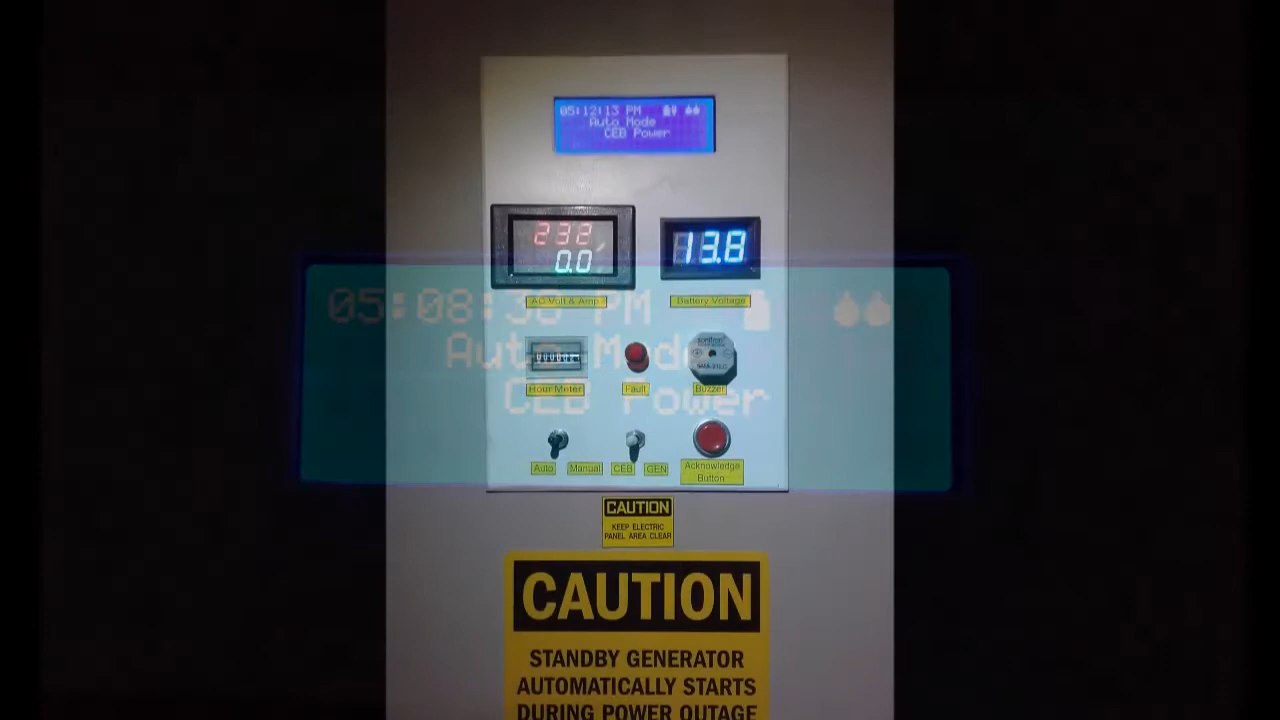 05:12:13 PM
Auto Mode
CEB Power
232
0.0
13.8
AC Volt & Amp
Battery Voltage
05:08:38 PM
Auto Mode
CEB Power
Hour Meter
Fault
Buzzer
Auto
Manual
CEB
GEN
Acknowledge
Button
CAUTION
KEEP ELECTRIC
PANEL AREA CLEAR
CAUTION
STANDBY GENERATOR
AUTOMATICALLY STARTS
DURING POWER OUTAGE